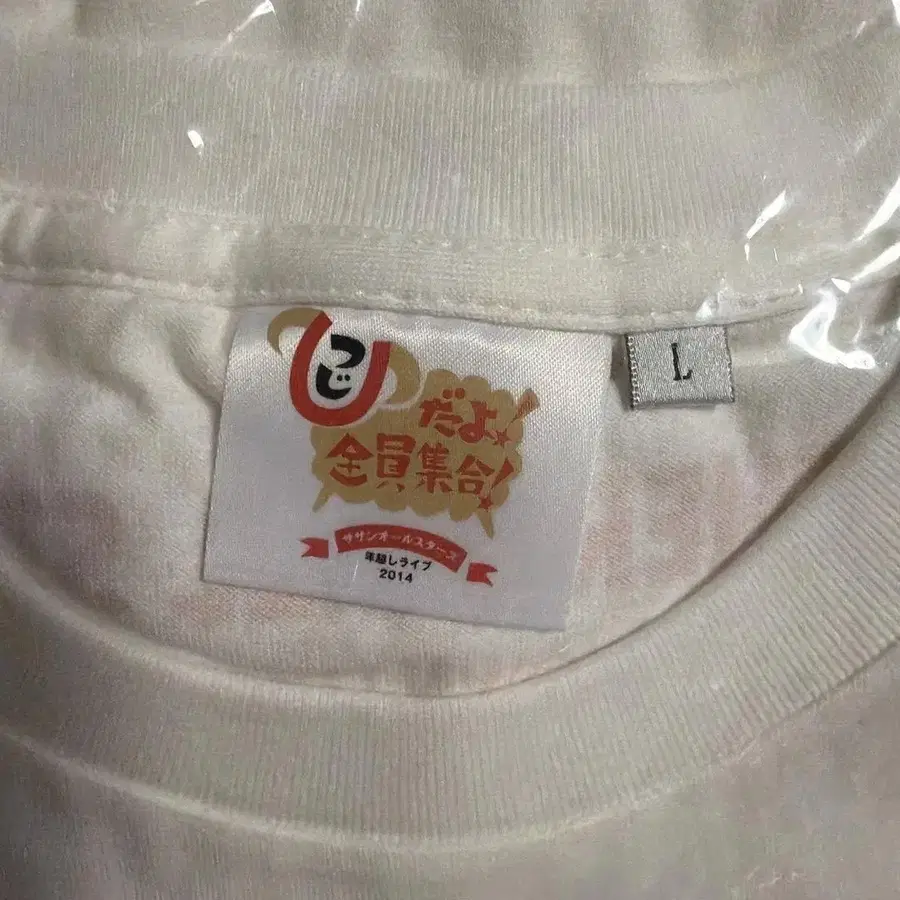 ひつじ
だよ!
全員集合!
サザンオールスターズ
年越しライブ
2014
L